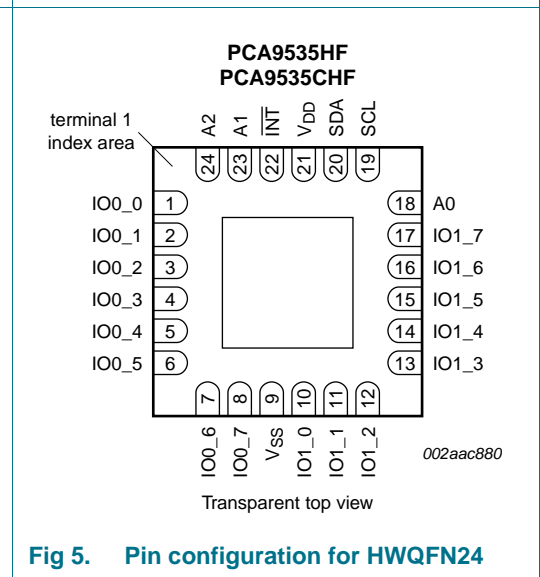 PCA9535HF
PCA9535CHF
terminal 1
index area
A2
A1
INT
VDD
SDA
SCL
24
23
22
21
20
19
IO0_0 1
IO0_1 2
IO0_2 3
IO0_3 4
IO0_4 5
IO0_5 6
18 A0
17 IO1_7
16 IO1_6
15 IO1_5
14 IO1_4
13 IO1_3
7
8
9
10
11
12
IO0_6
IO0_7
VSS
IO1_0
IO1_1
IO1_2
002aac880
Transparent top view
Fig 5. Pin configuration for HWQFN24